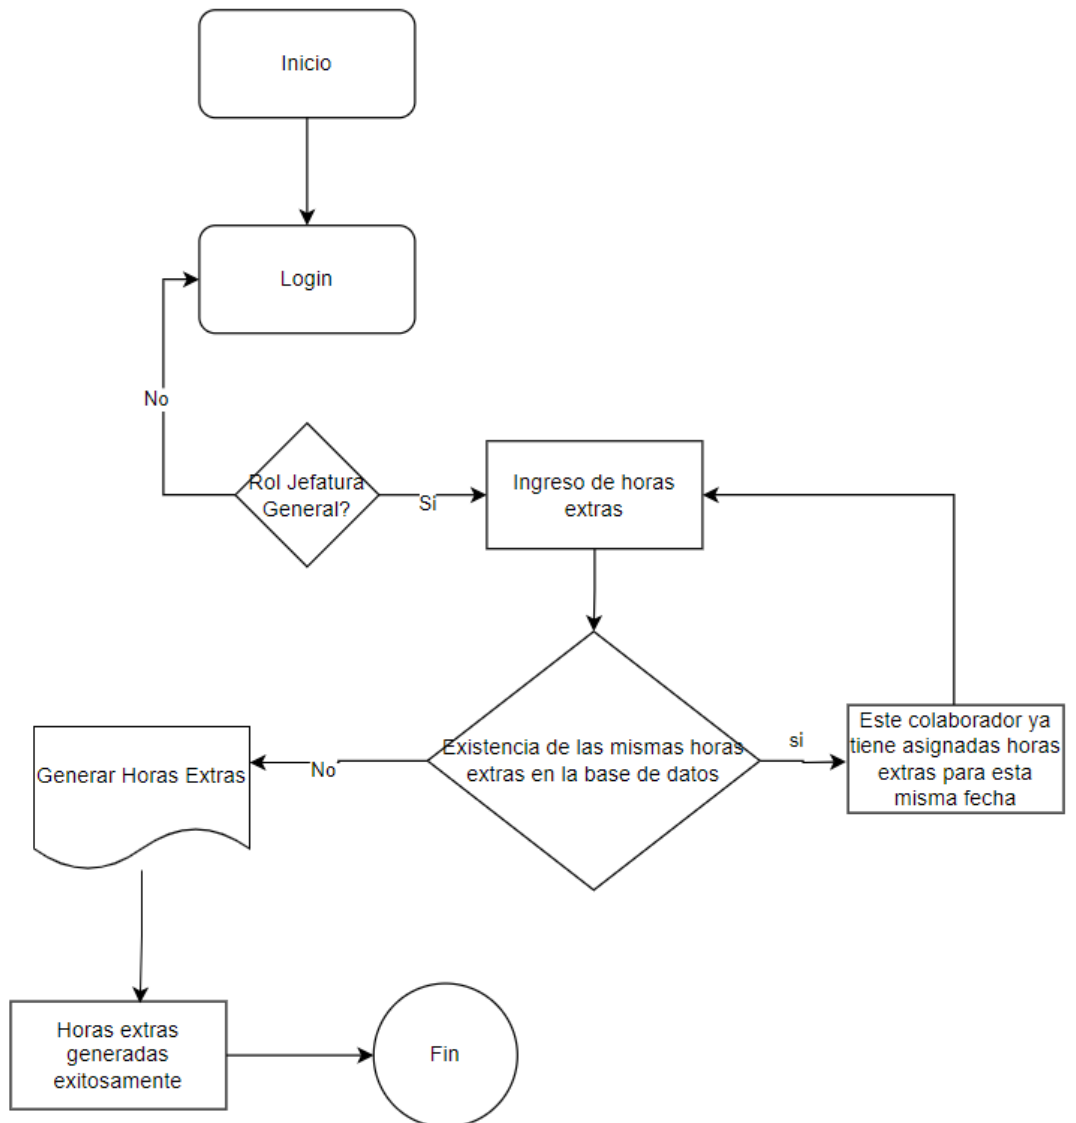 Inicio
Login
No
Rol Jefatura
General?
Si
Ingreso de horas
extras
Existencia de las mismas horas
extras en la base de datos
si
Este colaborador ya
tiene asignadas horas
extras para esta
misma fecha
No
Generar Horas Extras
Horas extras
generadas
exitosamente
Fin